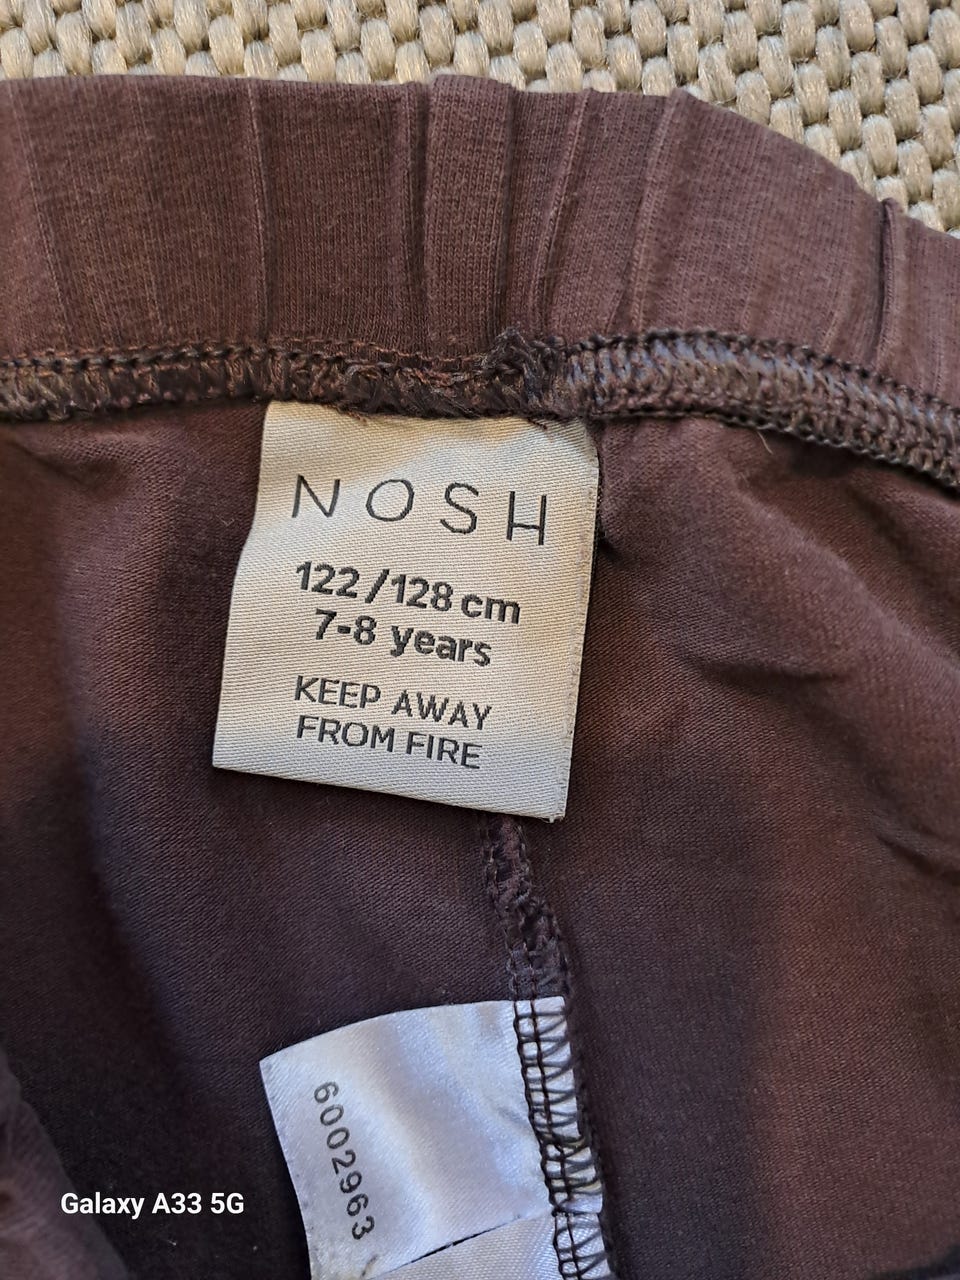 NOSH
122/128 cm
7-8 years
KEEP AWAY
FROM FIRE
6002963
Galaxy A33 5G